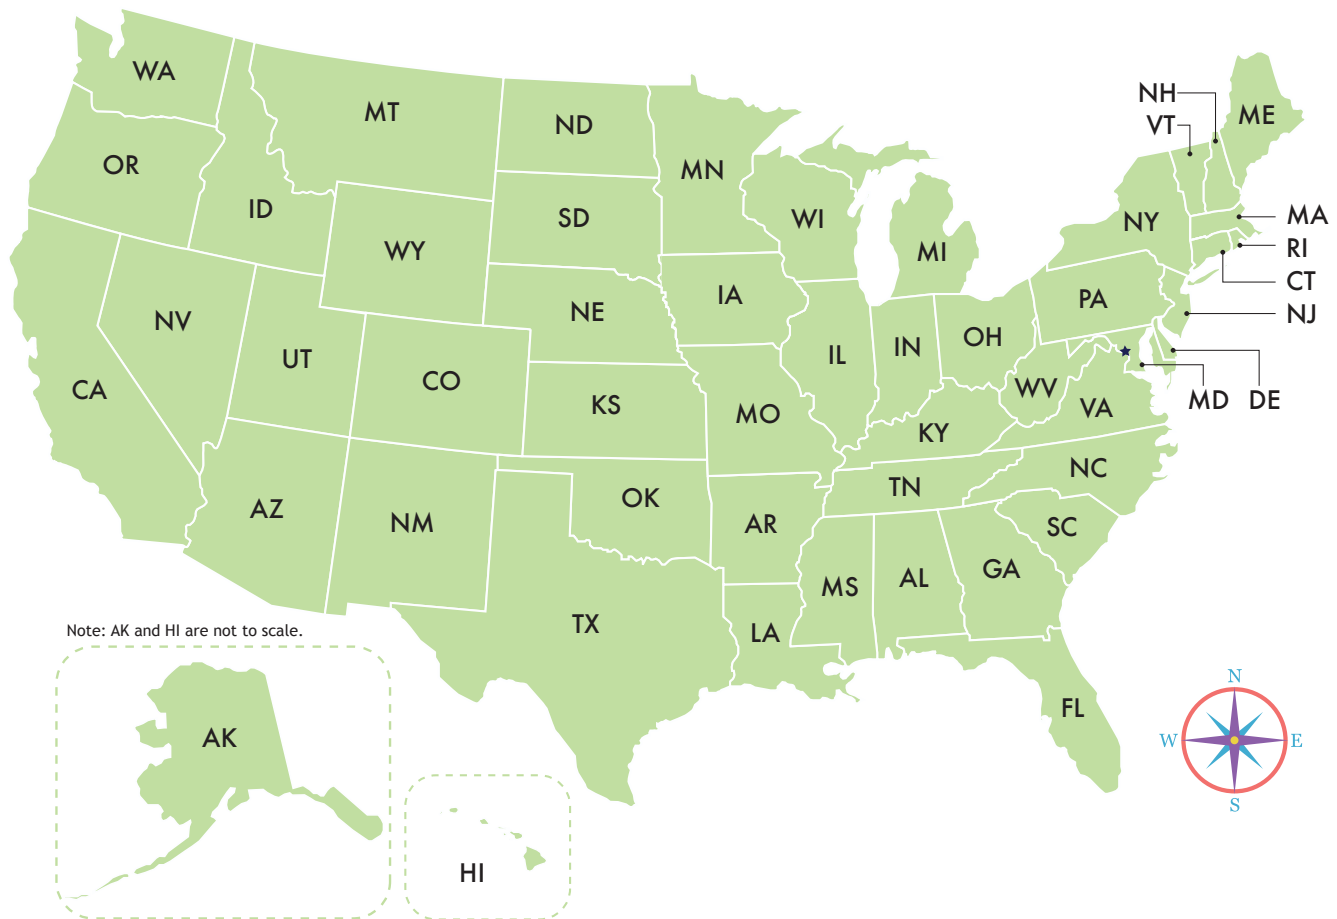 WA
MT
ND
MN
OR
ID
WY
SD
WI
MI
NY
NH
VT
ME
MA
RI
CT
NJ
NV
UT
CO
NE
IA
IL
IN
OH
PA
CA
KS
MO
KY
WV
VA
MD
DE
AZ
NM
OK
AR
TN
NC
SC
TX
LA
MS
AL
GA
FL
Note: AK and HI are not to scale.
AK
HI
N
W
E
S